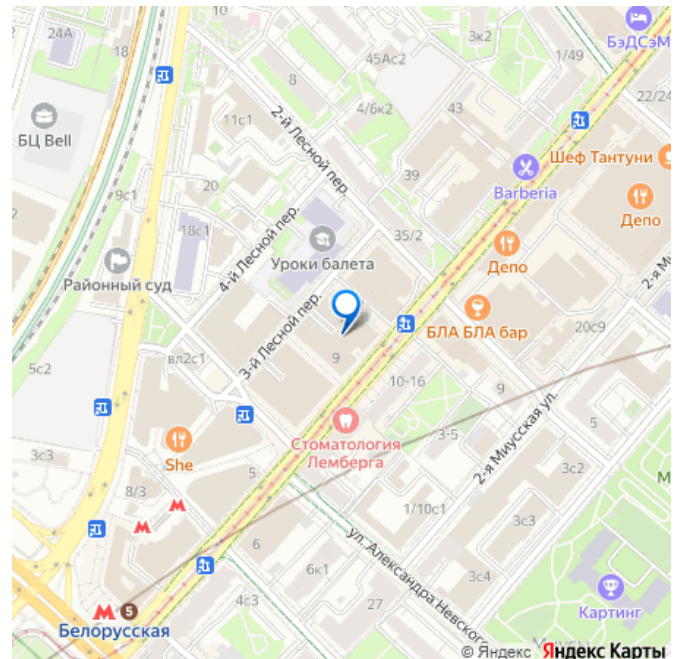 24А
18
8
45Ас2
3к2
1/49
БэДСэМ
БЦ Bell
11с1
4/6к2
43
22/24
2-й Лесной пер.
Шеф Тантуни
9с1
20
39
Barberia
Депо
18с1
4-й Лесной пер.
Уроки балета
35/2
Депо
2-я Ми
Районный суд
3-й Лесной пер.
БЛА БЛА бар
20с9
вл2с1
9
5с2
10-16
9
2-я Миусская ул.
Стоматология
Лемберга
3-5
She
3с3
5
3с2
М
8/3
1/10с1
3с3
ул. Александра Невского
6
6к1
3с4
Картинг
4с3
27
5
Белорусская
© Яндекс Яндекс Карты